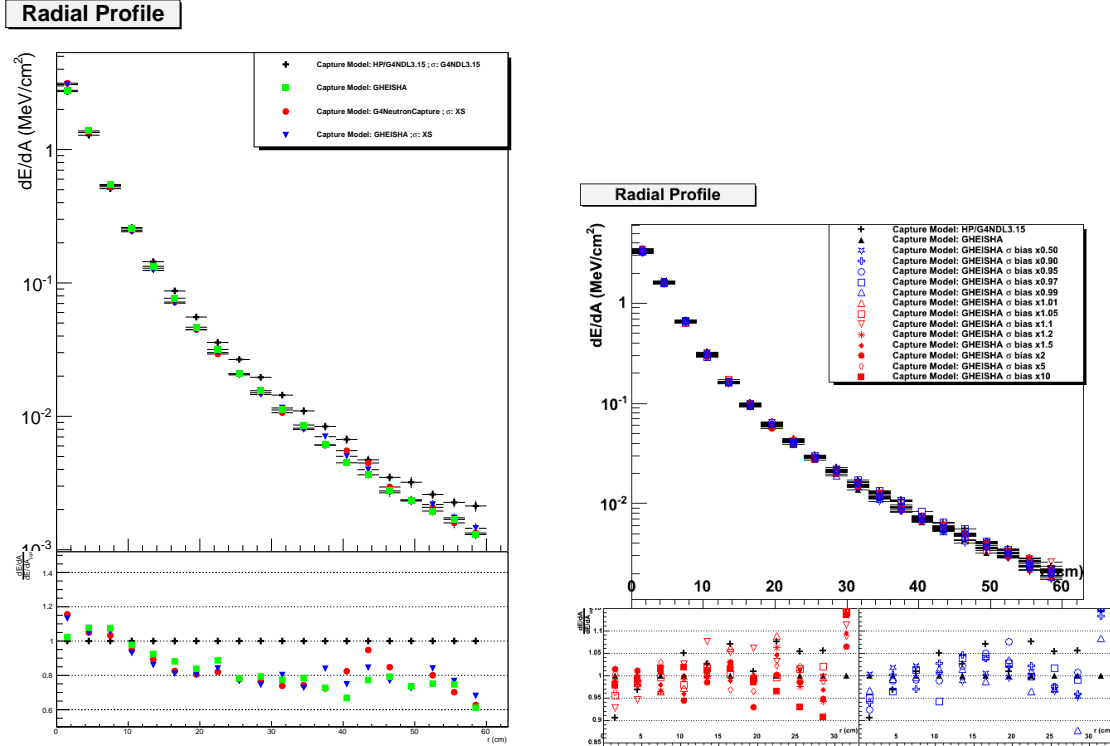 Radial Profile
dE/dA (MeV/cm²)
Capture Model: HP/G4NDL3.15 ; σ: G4NDL3.15
Capture Model: GHEISHA
Capture Model: G4NeutronCapture ; σ: XS
Capture Model: GHEISHA ; σ: XS
1
10⁻¹
10⁻²
10⁻³
dE/dA
dE/dA HP
1.4
1.2
1
0.8
0.6
0 10 20 30 40 50 60
r (cm)
Radial Profile
dE/dA (MeV/cm²)
Capture Model: HP/G4NDL3.15
Capture Model: GHEISHA
Capture Model: GHEISHA σ bias x0.50
Capture Model: GHEISHA σ bias x0.90
Capture Model: GHEISHA σ bias x0.95
Capture Model: GHEISHA σ bias x0.97
Capture Model: GHEISHA σ bias x0.99
Capture Model: GHEISHA σ bias x1.01
Capture Model: GHEISHA σ bias x1.05
Capture Model: GHEISHA σ bias x1.1
Capture Model: GHEISHA σ bias x1.2
Capture Model: GHEISHA σ bias x1.5
Capture Model: GHEISHA σ bias x2
Capture Model: GHEISHA σ bias x5
Capture Model: GHEISHA σ bias x10
1
10⁻¹
10⁻²
0 10 20 30 40 50 60
dE/dA
1.1
1.05
1
0.95
0.9
0.85
5 10 15 20 25 30
r (cm)
5 10 15 20 25 30
r (cm)